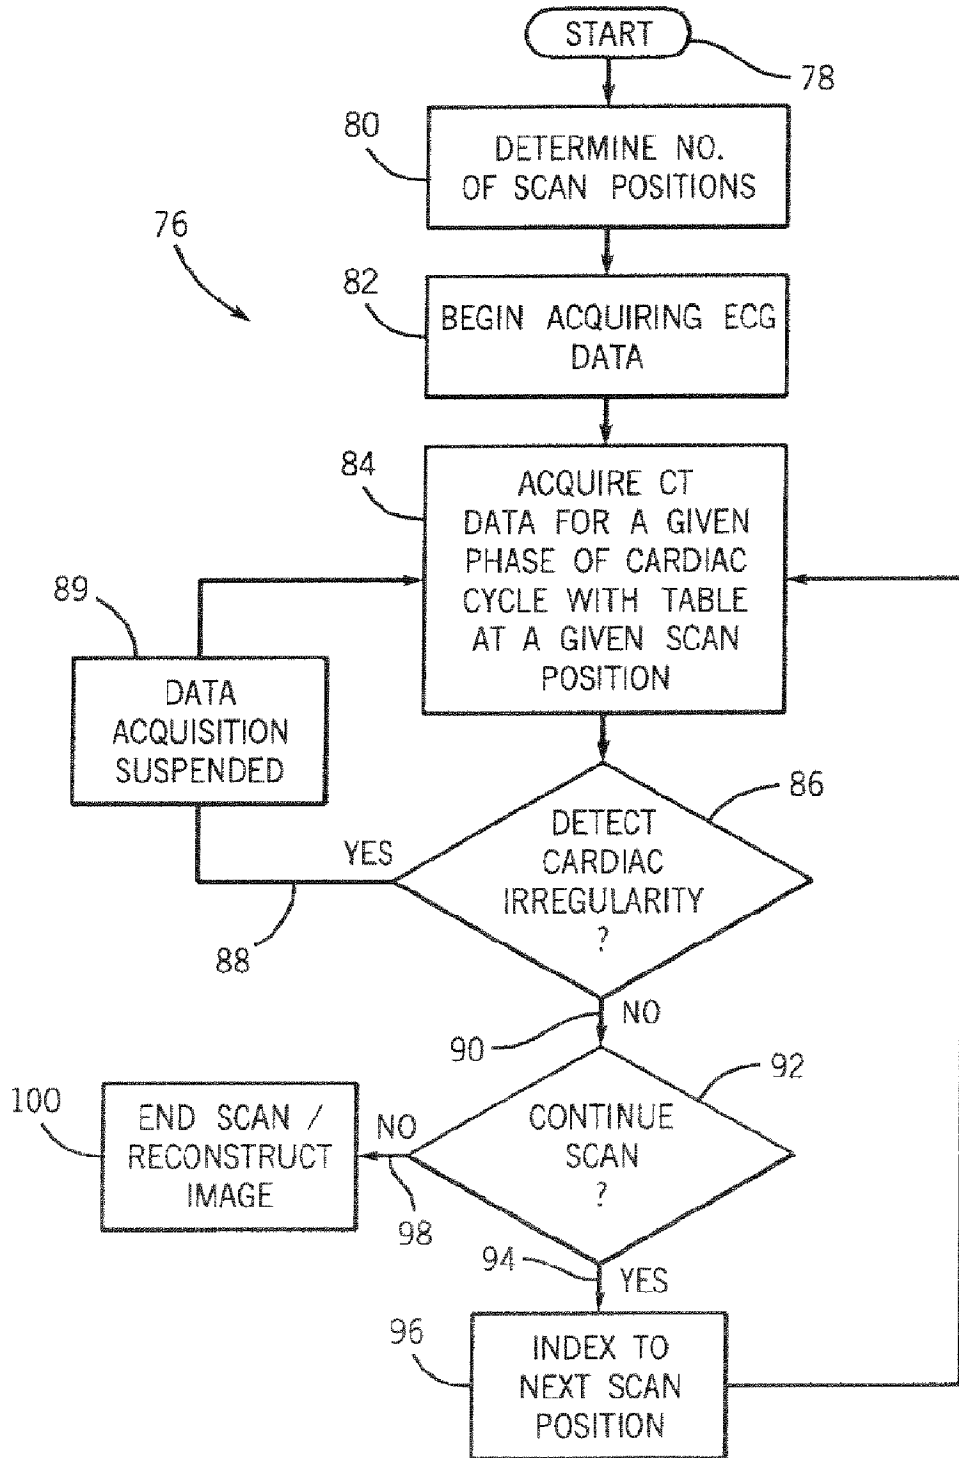 START
78
80
DETERMINE NO.
OF SCAN POSITIONS
76
82
BEGIN ACQUIRING ECG
DATA
84
ACQUIRE CT
DATA FOR A GIVEN
PHASE OF CARDIAC
CYCLE WITH TABLE
AT A GIVEN SCAN
POSITION
89
DATA
ACQUISITION
SUSPENDED
86
DETECT
CARDIAC
IRREGULARITY
?
YES
88
NO
90
92
CONTINUE
SCAN
?
100
END SCAN /
RECONSTRUCT
IMAGE
NO
98
94
YES
96
INDEX TO
NEXT SCAN
POSITION